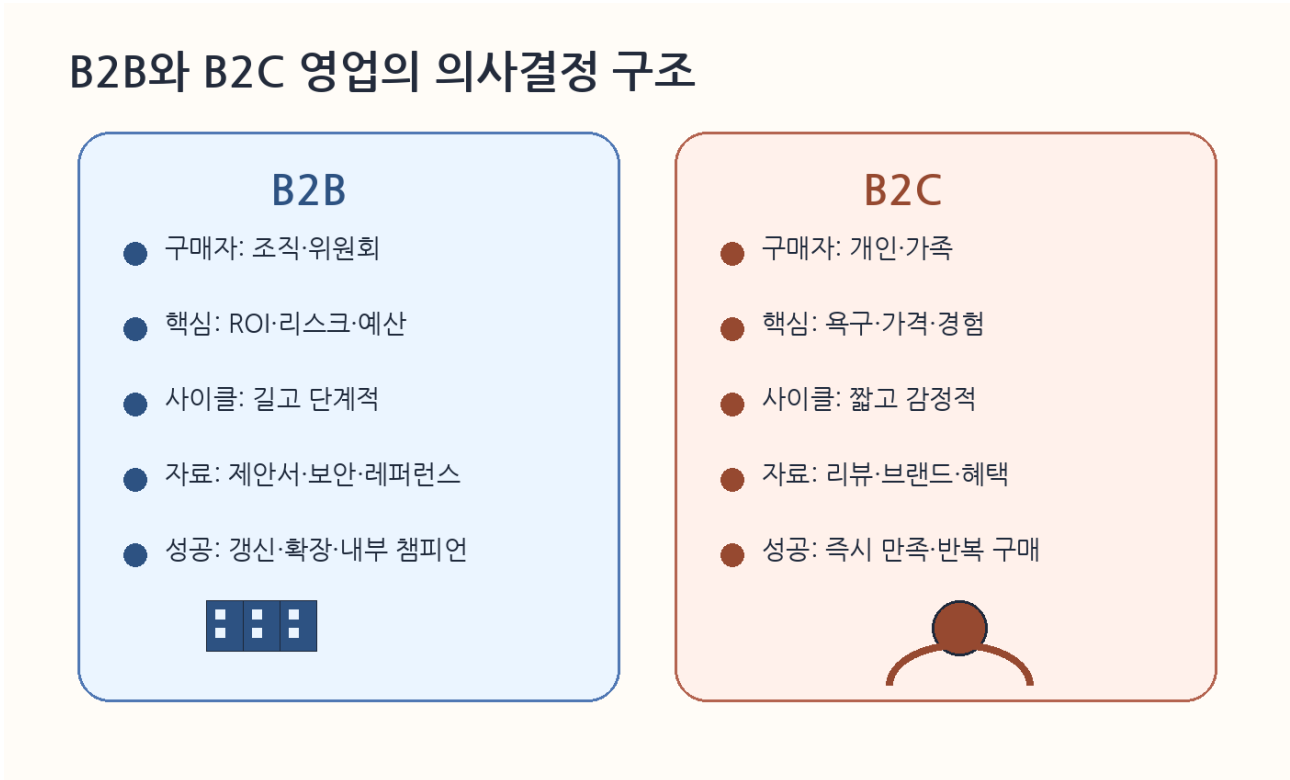 B2B와 B2C 영업의 의사결정 구조
B2B
구매자: 조직·위원회
핵심: ROI·리스크·예산
사이클: 길고 단계적
자료: 제안서·보안·레퍼런스
성공: 갱신·확장·내부 챔피언
B2C
구매자: 개인·가족
핵심: 욕구·가격·경험
사이클: 짧고 감정적
자료: 리뷰·브랜드·혜택
성공: 즉시 만족·반복 구매